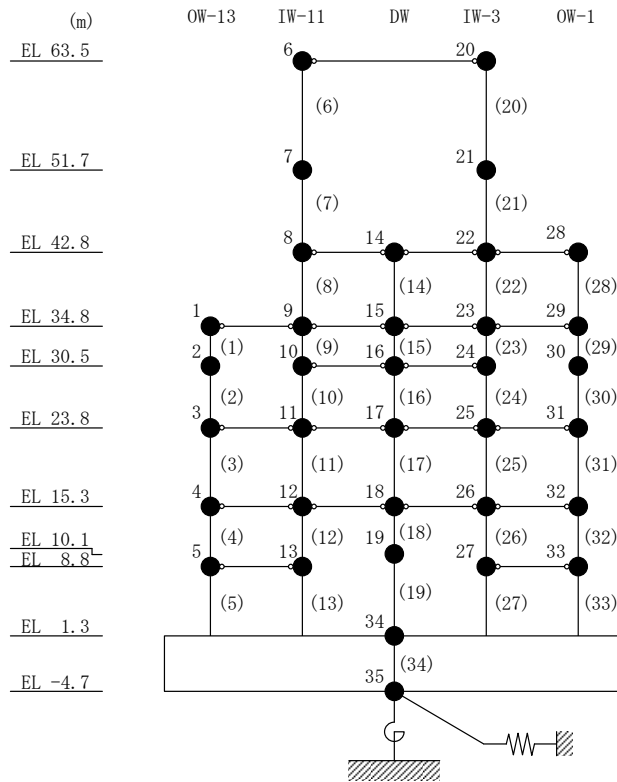 (m) OW-13 IW-11 DW IW-3 OW-1
EL 63.5 6 20
(6) (20)
EL 51.7 7 21
(7) (21)
EL 42.8 8 14 22 28
(8) (14) (22) (28)
EL 34.8 1 9 15 23 29
(1) (9) (15) (23) (29)
EL 30.5 2 10 16 24 30
(2) (10) (16) (24) (30)
EL 23.8 3 11 17 25 31
(3) (11) (17) (25) (31)
EL 15.3 4 12 18 26 32
(4) (12) (18) (26) (32)
EL 10.1 19
EL 8.8 5 13 27 33
(5) (13) (19) (27) (33)
EL 1.3 34
(34)
EL -4.7 35